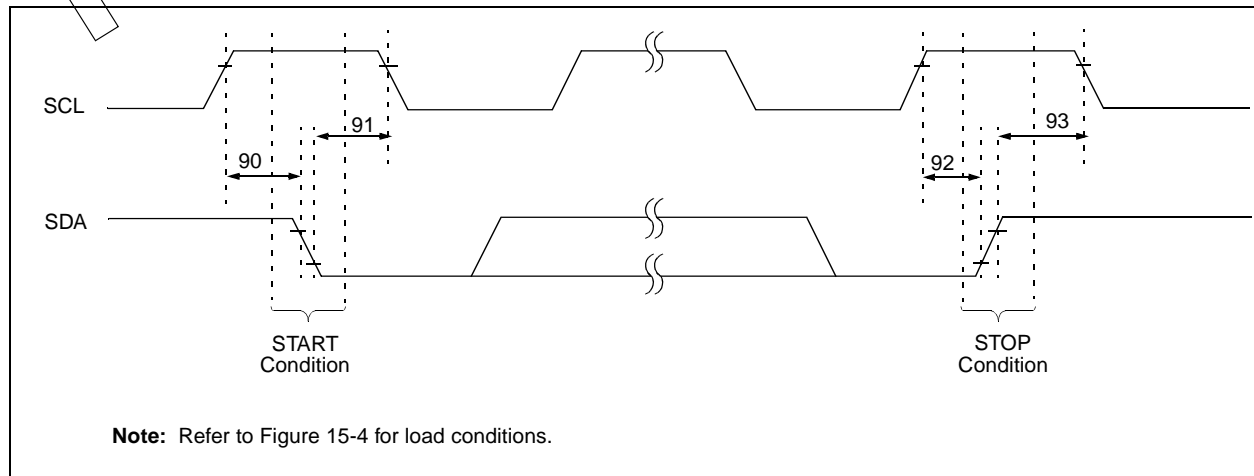 SCL
91
93
90
92
SDA
START
Condition
STOP
Condition
Note: Refer to Figure 15-4 for load conditions.